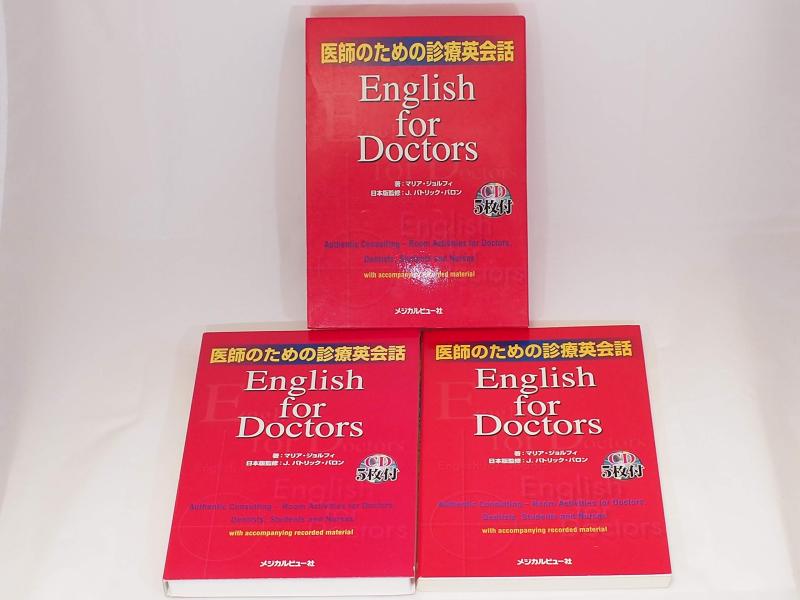 医師のための診療英会話
English
for
Doctors
著：マリア・ジョルフィ
日本版監修：J. パトリック・バロン
CD
5枚付
Authentic Consulting – Room Activities for Doctors,
Dentists, Students and Nurses
with accompanying recorded material
メジカルビュー社
医師のための診療英会話
English
for
Doctors
著：マリア・ジョルフィ
日本版監修：J. パトリック・バロン
CD
5枚付
Authentic Consulting – Room Activities for Doctors,
Dentists, Students and Nurses
with accompanying recorded material
メジカルビュー社
医師のための診療英会話
English
for
Doctors
著：マリア・ジョルフィ
日本版監修：J. パトリック・バロン
CD
5枚付
Authentic Consulting – Room Activities for Doctors,
Dentists, Students and Nurses
with accompanying recorded material
メジカルビュー社